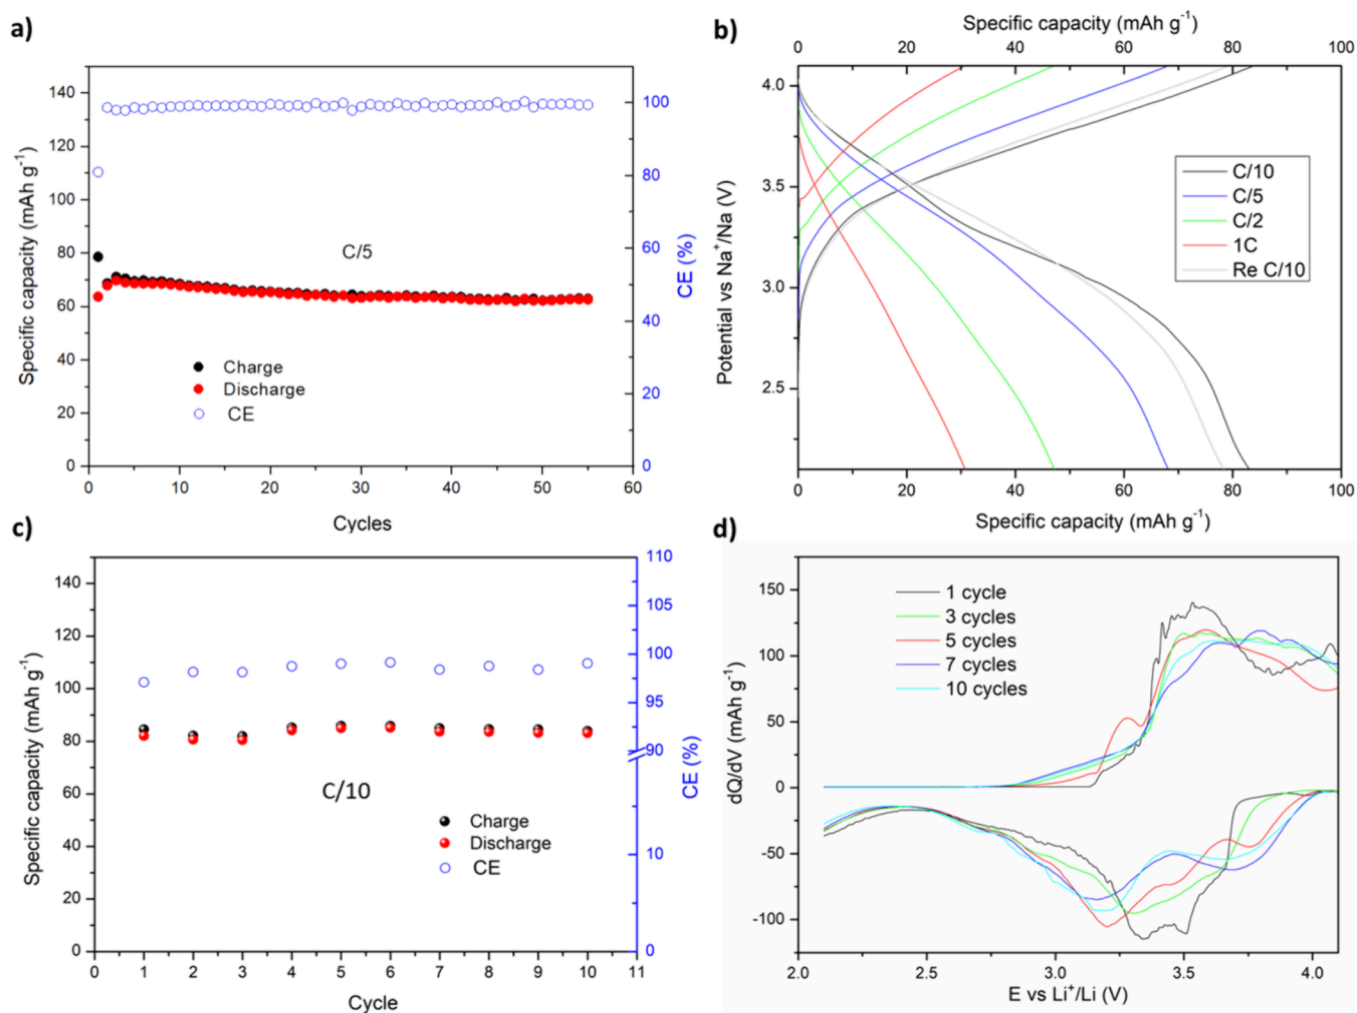 a)
Specific capacity (mAh g⁻¹)
140
120
100
80
60
40
20
0
100
80
60
40
20
0
CE (%)
C/5
Charge
Discharge
CE
0 10 20 30 40 50 60
Cycles
b)
Specific capacity (mAh g⁻¹)
0 20 40 60 80 100
Potential vs Na⁺/Na (V)
4.0
3.5
3.0
2.5
C/10
C/5
C/2
1C
Re C/10
0 20 40 60 80 100
Specific capacity (mAh g⁻¹)
c)
Specific capacity (mAh g⁻¹)
140
120
100
80
60
40
20
0
110
105
100
95
90
10
0
CE (%)
C/10
Charge
Discharge
CE
0 1 2 3 4 5 6 7 8 9 10 11
Cycle
d)
dQ/dV (mAh g⁻¹)
150
100
50
0
-50
-100
1 cycle
3 cycles
5 cycles
7 cycles
10 cycles
2.0 2.5 3.0 3.5 4.0
E vs Li⁺/Li (V)